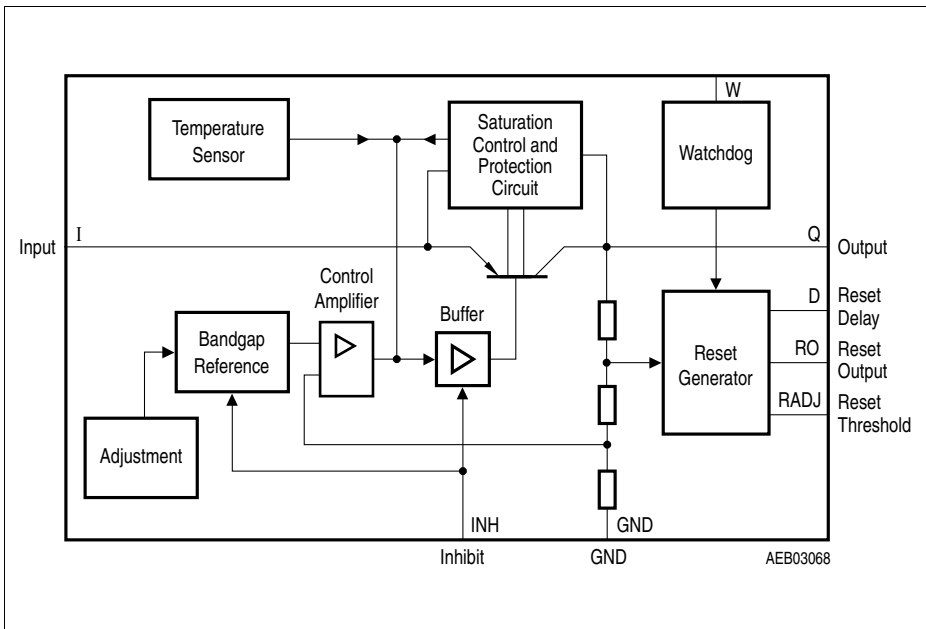 W
Temperature
Sensor
Saturation
Control and
Protection
Circuit
Watchdog
Input
I
Q
Output
Control
Amplifier
Buffer
D
Reset
Delay
Bandgap
Reference
Reset
Generator
RO
Reset
Output
RADJ
Reset
Threshold
Adjustment
INH
GND
Inhibit
GND
AEB03068